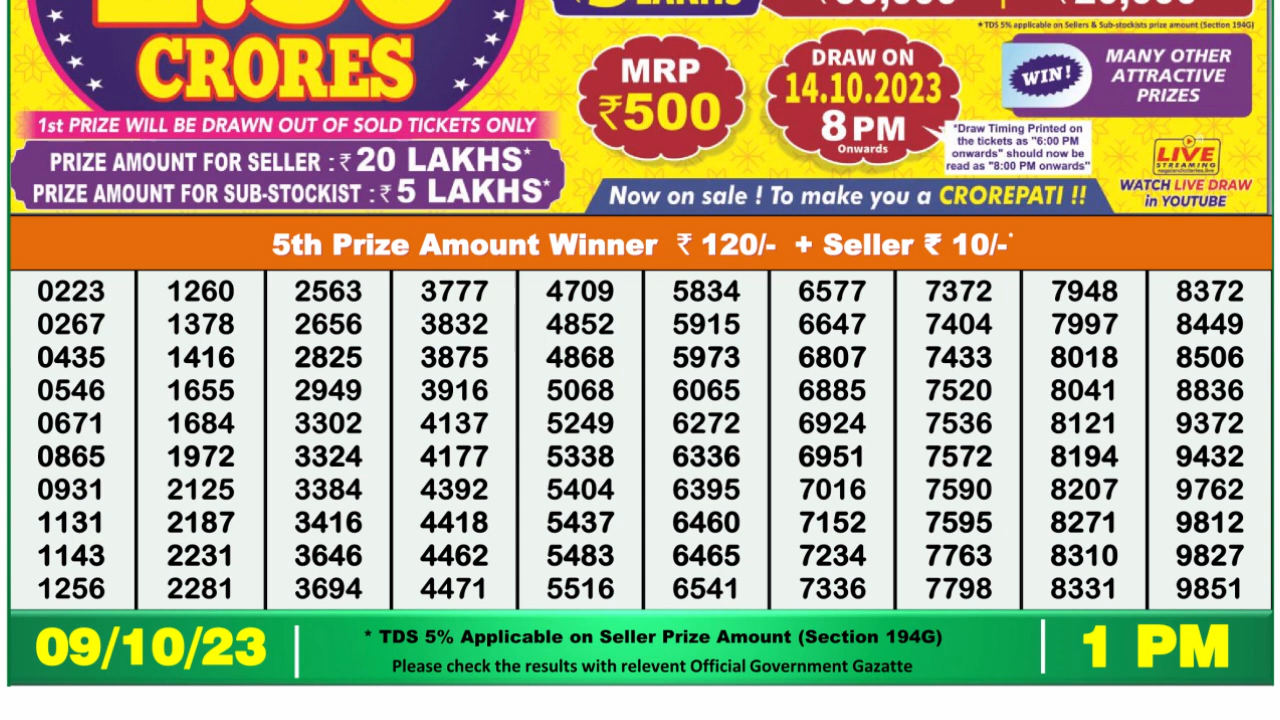 CRORES
1st PRIZE WILL BE DRAWN OUT OF SOLD TICKETS ONLY
PRIZE AMOUNT FOR SELLER : ₹ 20 LAKHS*
PRIZE AMOUNT FOR SUB-STOCKIST : ₹ 5 LAKHS*
* TDS 5% applicable on Sellers & Sub-stockists prize amount (Section 194G)
MRP
₹500
DRAW ON
14.10.2023
8 PM
Onwards
WIN!
MANY OTHER
ATTRACTIVE
PRIZES
*Draw Timing Printed on
the tickets as "6:00 PM
onwards" should now be
read as "8:00 PM onwards"
LIVE
STREAMING
WATCH LIVE DRAW
in YOUTUBE
Now on sale ! To make you a CROREPATI !!
5th Prize Amount Winner ₹ 120/- + Seller ₹ 10/-*
0223 1260 2563 3777 4709 5834 6577 7372 7948 8372
0267 1378 2656 3832 4852 5915 6647 7404 7997 8449
0435 1416 2825 3875 4868 5973 6807 7433 8018 8506
0546 1655 2949 3916 5068 6065 6885 7520 8041 8836
0671 1684 3302 4137 5249 6272 6924 7536 8121 9372
0865 1972 3324 4177 5338 6336 6951 7572 8194 9432
0931 2125 3384 4392 5404 6395 7016 7590 8207 9762
1131 2187 3416 4418 5437 6460 7152 7595 8271 9812
1143 2231 3646 4462 5483 6465 7234 7763 8310 9827
1256 2281 3694 4471 5516 6541 7336 7798 8331 9851
09/10/23
* TDS 5% Applicable on Seller Prize Amount (Section 194G)
Please check the results with relevent Official Government Gazatte
1 PM